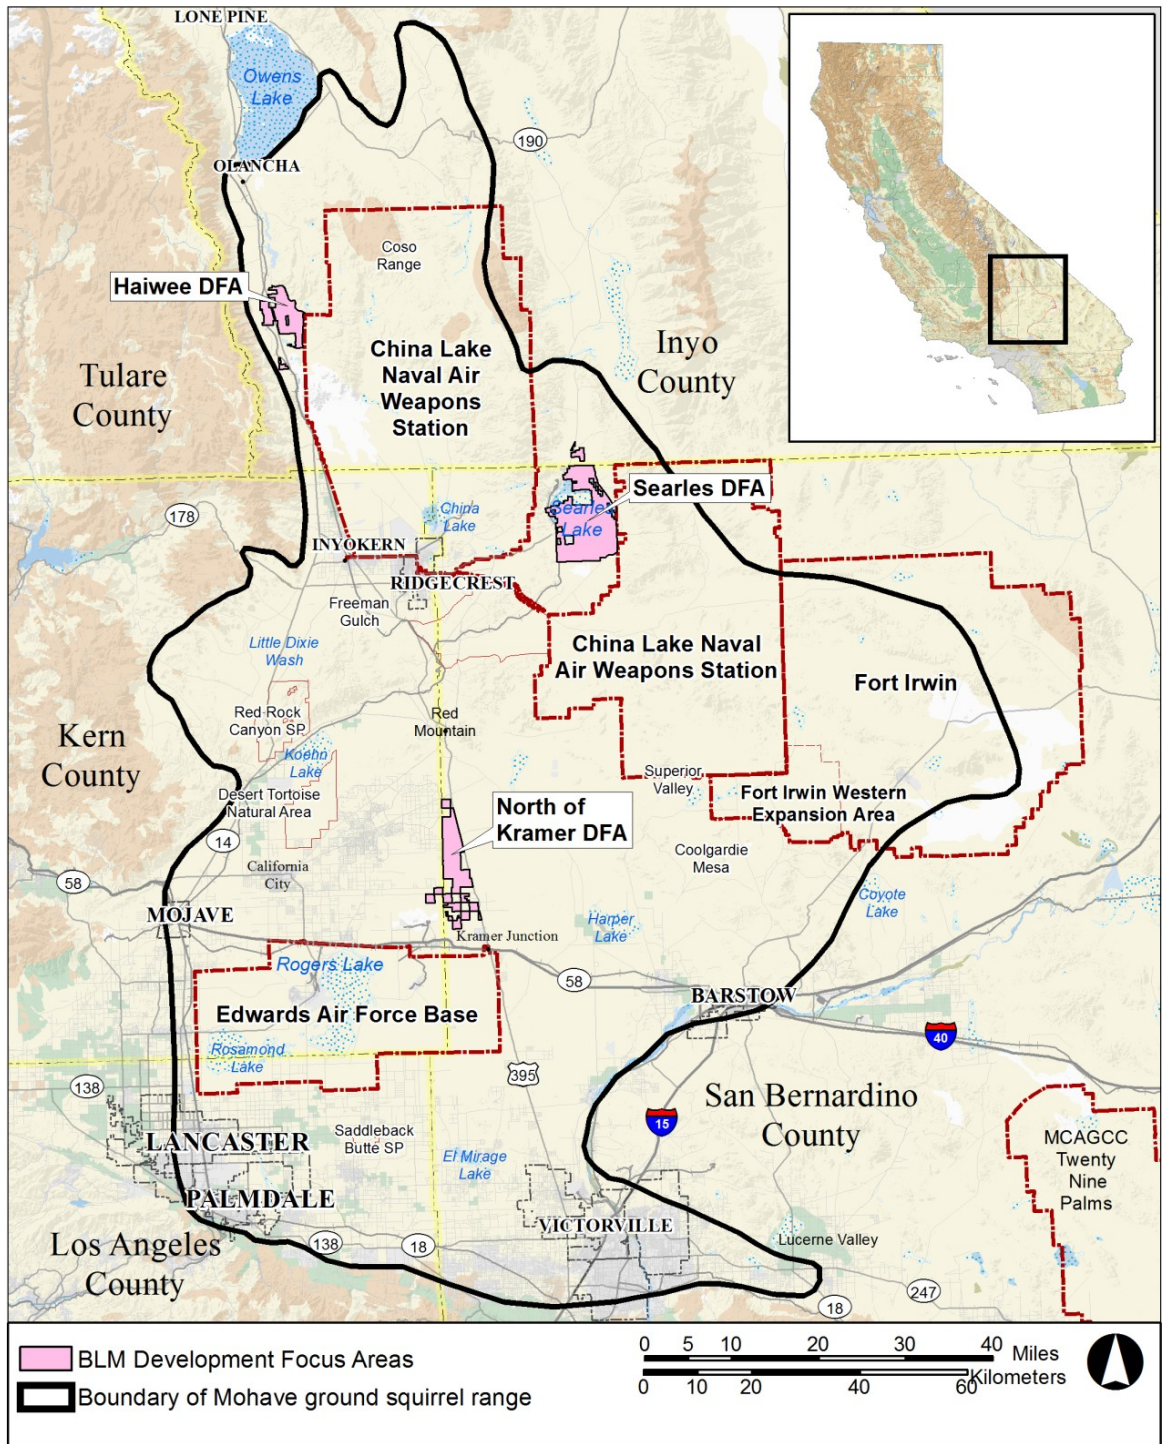 LONE PINE
Owens
Lake
190
OLANCHA
Coso
Range
Haiwee DFA
Inyo
County
China Lake
Naval Air
Weapons
Station
Tulare
County
Searles DFA
Searles
Lake
178
China
Lake
INYOKERN
RIDGECREST
Freeman
Gulch
Little Dixie
Wash
China Lake Naval
Air Weapons Station
Fort Irwin
Red Rock
Canyon SP
Red
Mountain
Kern
County
Koehn
Lake
Superior
Valley
Desert Tortoise
Natural Area
Fort Irwin Western
Expansion Area
North of
Kramer DFA
14
Coolgardie
Mesa
California
City
58
Coyote
Lake
MOJAVE
Harper
Lake
Kramer Junction
Rogers Lake
58
BARSTOW
Edwards Air Force Base
40
Rosamond
Lake
395
138
San Bernardino
County
15
LANCASTER
Saddleback
Butte SP
MCAGCC
Twenty
Nine
Palms
El Mirage
Lake
PALMDALE
VICTORVILLE
Lucerne Valley
Los Angeles
County
138
18
247
18
BLM Development Focus Areas
Boundary of Mohave ground squirrel range
0 5 10 20 30 40
Miles
Kilometers
0 10 20 40 60